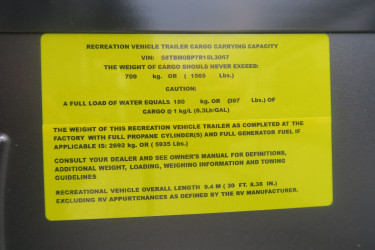 RECREATION VEHICLE TRAILER CARGO CARRYING CAPACITY
VIN:
THE WEIGHT OF CARGO SHOULD NEVER EXCEED:
709 kg. OR ( 1565 Lbs.)
CAUTION:
A FULL LOAD OF WATER EQUALS 180 kg. OR (397 Lbs.) OF
CARGO @ 1 kg/L (8.3Lb/Gal)
THE WEIGHT OF THIS RECREATION VEHICLE TRAILER AS COMPLETED AT THE
FACTORY WITH FULL PROPANE CYLINDER(S) AND FULL GENERATOR FUEL IF
APPLICABLE IS: 2692 kg. OR ( 5935 Lbs.)
CONSULT YOUR DEALER AND SEE OWNER'S MANUAL FOR DEFINITIONS,
ADDITIONAL WEIGHT, LOADING, WEIGHING INFORMATION AND TOWING
GUIDELINES
RECREATIONAL VEHICLE OVERALL LENGTH 9.4 M ( 30 FT. 8.38 IN.)
EXCLUDING RV APPURTENANCES AS DEFINED BY THE RV MANUFACTURER.